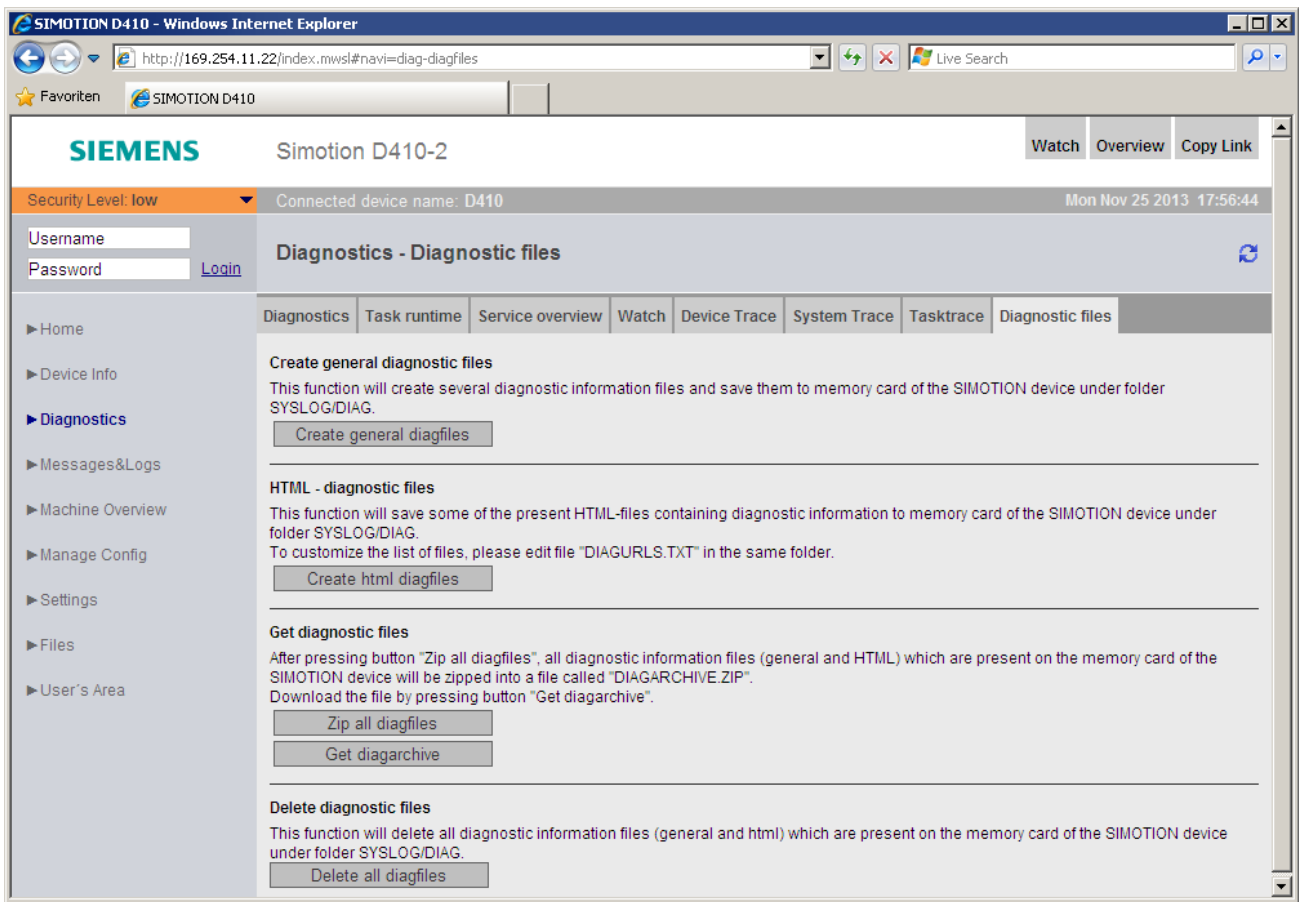 SIMOTION D410 - Windows Internet Explorer
http://169.254.11.22/index.mwsl#navi=diag-diagfiles
Live Search
Favoriten
SIMOTION D410
SIEMENS
Simotion D410-2
Watch Overview Copy Link
Security Level: low
Connected device name: D410
Mon Nov 25 2013 17:56:44
Username
Password
Login
Diagnostics - Diagnostic files
►Home
►Device Info
►Diagnostics
►Messages&Logs
►Machine Overview
►Manage Config
►Settings
►Files
►User´s Area
Diagnostics Task runtime Service overview Watch Device Trace System Trace Tasktrace Diagnostic files
Create general diagnostic files
This function will create several diagnostic information files and save them to memory card of the SIMOTION device under folder
SYSLOG/DIAG.
Create general diagfiles
HTML - diagnostic files
This function will save some of the present HTML-files containing diagnostic information to memory card of the SIMOTION device under
folder SYSLOG/DIAG.
To customize the list of files, please edit file "DIAGURLS.TXT" in the same folder.
Create html diagfiles
Get diagnostic files
After pressing button "Zip all diagfiles", all diagnostic information files (general and HTML) which are present on the memory card of the
SIMOTION device will be zipped into a file called "DIAGARCHIVE.ZIP".
Download the file by pressing button "Get diagarchive".
Zip all diagfiles
Get diagarchive
Delete diagnostic files
This function will delete all diagnostic information files (general and html) which are present on the memory card of the SIMOTION device
under folder SYSLOG/DIAG.
Delete all diagfiles